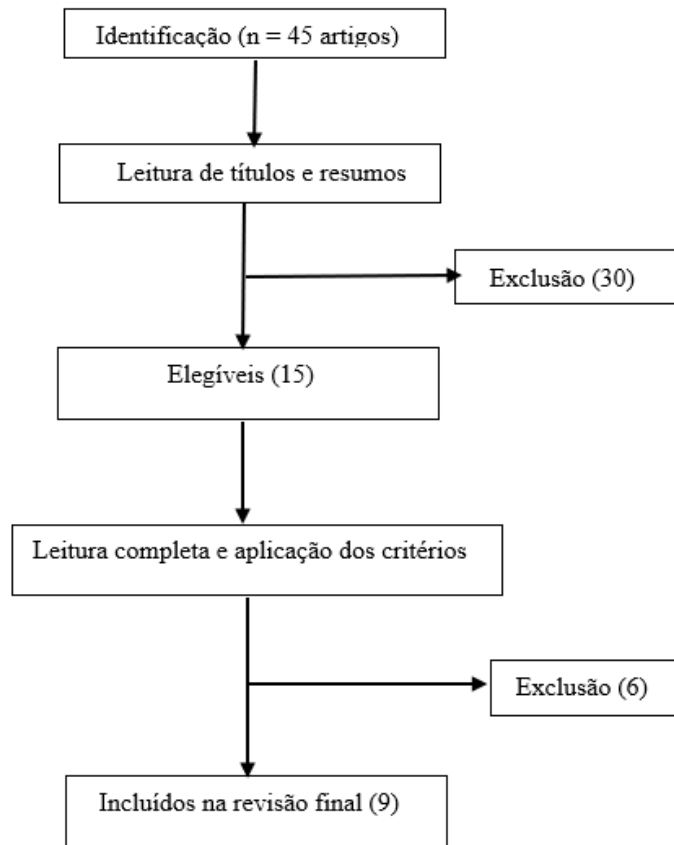 Identificação (n = 45 artigos)
Leitura de títulos e resumos
Exclusão (30)
Elegíveis (15)
Leitura completa e aplicação dos critérios
Exclusão (6)
Incluídos na revisão final (9)